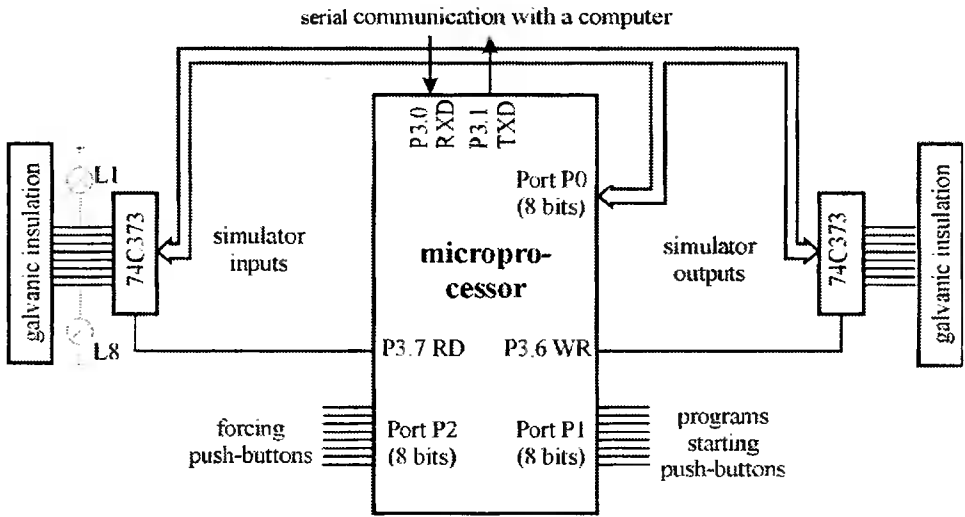 serial communication with a computer
P3.0
RXD
P3.1
TXD
galvanic insulation
L1
L8
74C373
simulator
inputs
Port P0
(8 bits)
micropro-
cessor
simulator
outputs
74C373
galvanic insulation
P3.7 RD
P3.6 WR
forcing
push-buttons
Port P2
(8 bits)
Port P1
(8 bits)
programs
starting
push-buttons